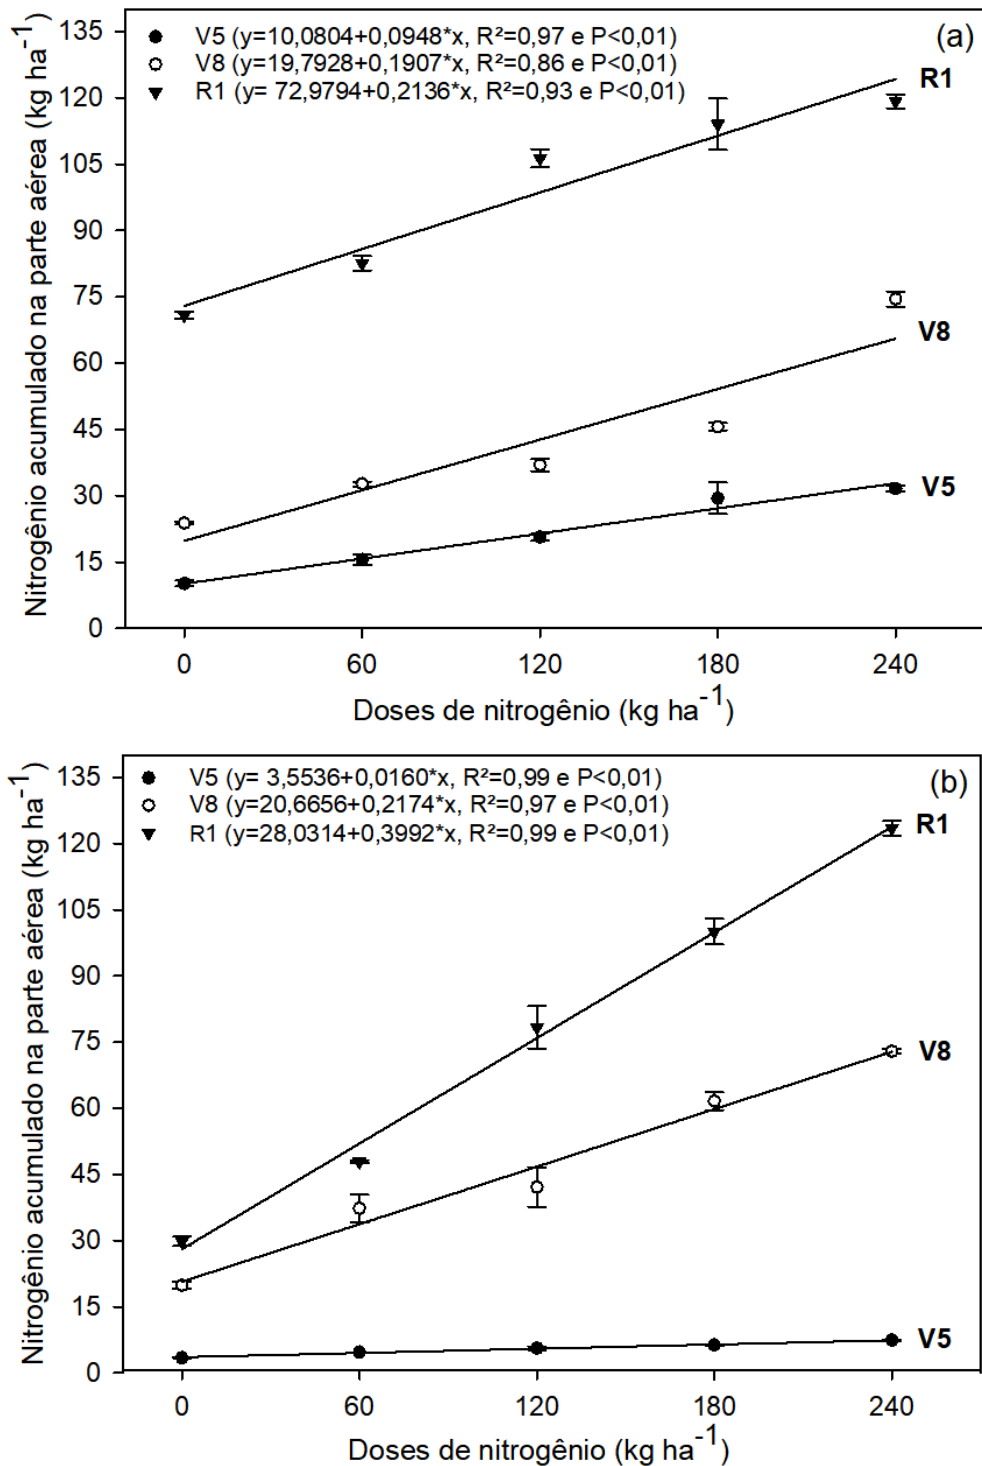 (a)
V5 (y=10,0804+0,0948*x, R²=0,97 e P<0,01)
V8 (y=19,7928+0,1907*x, R²=0,86 e P<0,01)
R1 (y= 72,9794+0,2136*x, R²=0,93 e P<0,01)
Nitrogênio acumulado na parte aérea (kg ha⁻¹)
135
120
105
90
75
60
45
30
15
0
R1
V8
V5
0 60 120 180 240
Doses de nitrogênio (kg ha⁻¹)
(b)
V5 (y= 3,5536+0,0160*x, R²=0,99 e P<0,01)
V8 (y=20,6656+0,2174*x, R²=0,97 e P<0,01)
R1 (y=28,0314+0,3992*x, R²=0,99 e P<0,01)
Nitrogênio acumulado na parte aérea (kg ha⁻¹)
135
120
105
90
75
60
45
30
15
0
R1
V8
V5
0 60 120 180 240
Doses de nitrogênio (kg ha⁻¹)